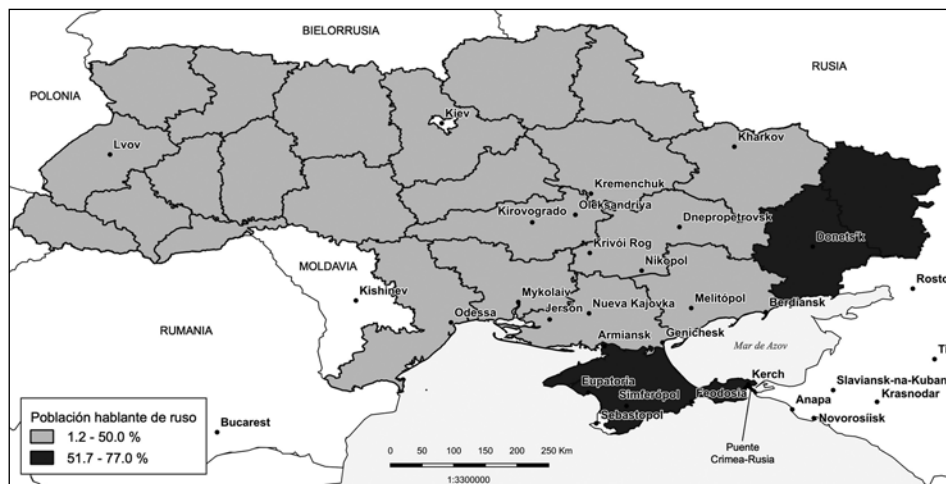 BIELORRUSIA
RUSIA
POLONIA
Kiev
Lvov
Kharkov
Kremenchuk
Oleksandriya
Kirovogrado
Dnepropetrovsk
Donets'k
Krivói Rog
Nikopol
MOLDAVIA
Kishinev
Mykolaiv
Nueva Kajovka
Melitópol
Berdiansk
Rosto
Odessa
Jersón
RUMANIA
Armiansk
Genichesk
Mar de Azov
Kerch
Eupatoria
Simferópol
Feodosia
Slaviansk-na-Kuban
Krasnodar
Anapa
Sebastopol
Novorosiisk
Población hablante de ruso
1.2 - 50.0 %
51.7 - 77.0 %
Bucarest
Puente
Crimea-Rusia
0 50 100 150 200 250 Km
1:3300000